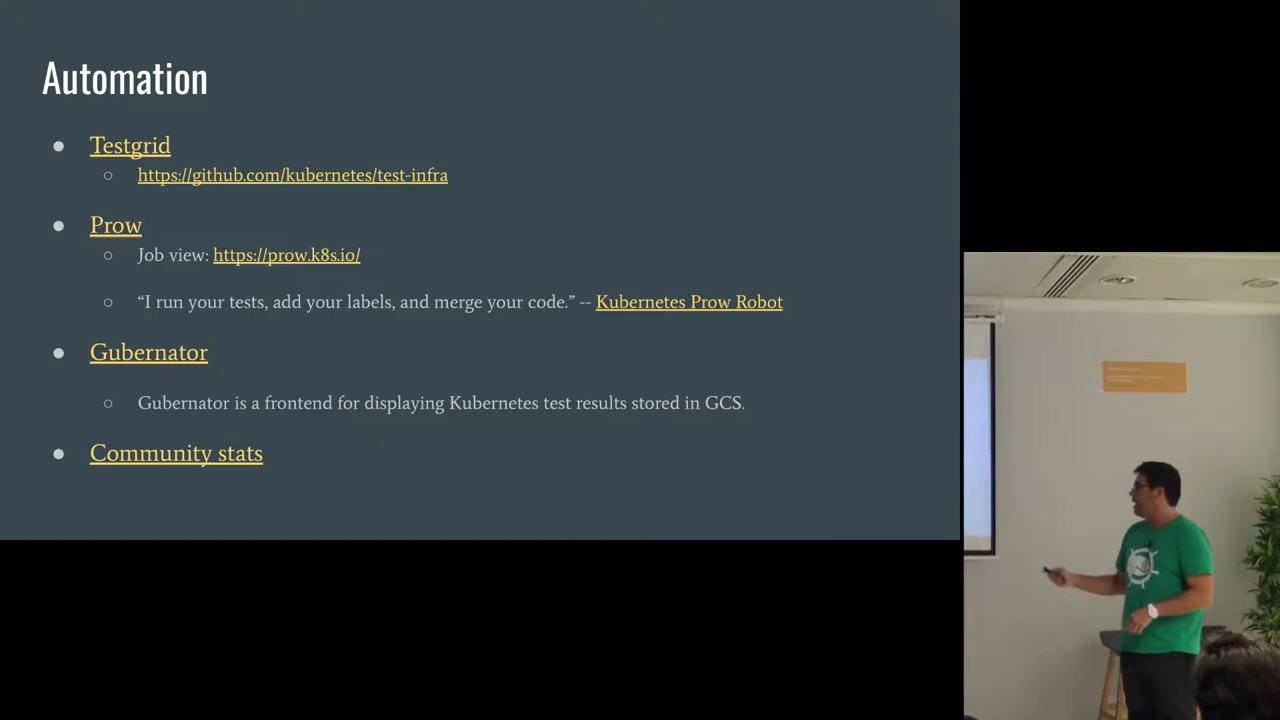 Automation
● Testgrid
○ https://github.com/kubernetes/test-infra
● Prow
○ Job view: https://prow.k8s.io/
○ “I run your tests, add your labels, and merge your code.” -- Kubernetes Prow Robot
● Gubernator
○ Gubernator is a frontend for displaying Kubernetes test results stored in GCS.
● Community stats